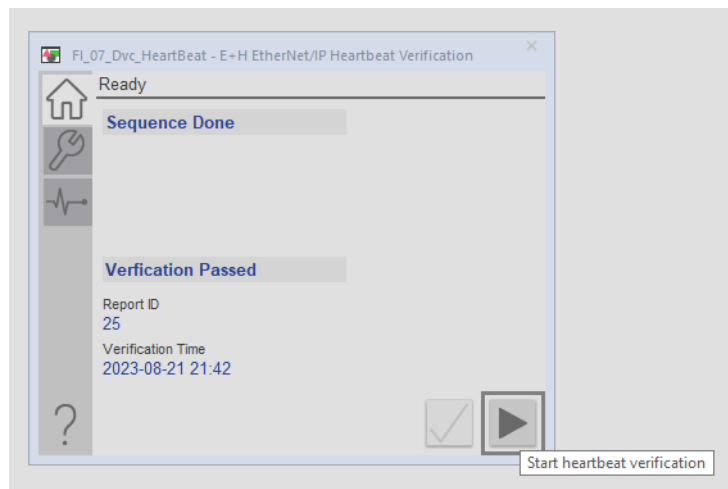 FI_07_Dvc_HeartBeat - E+H EtherNet/IP Heartbeat Verification
Ready
Sequence Done
Verfication Passed
Report ID
25
Verification Time
2023-08-21 21:42
?
Start heartbeat verification